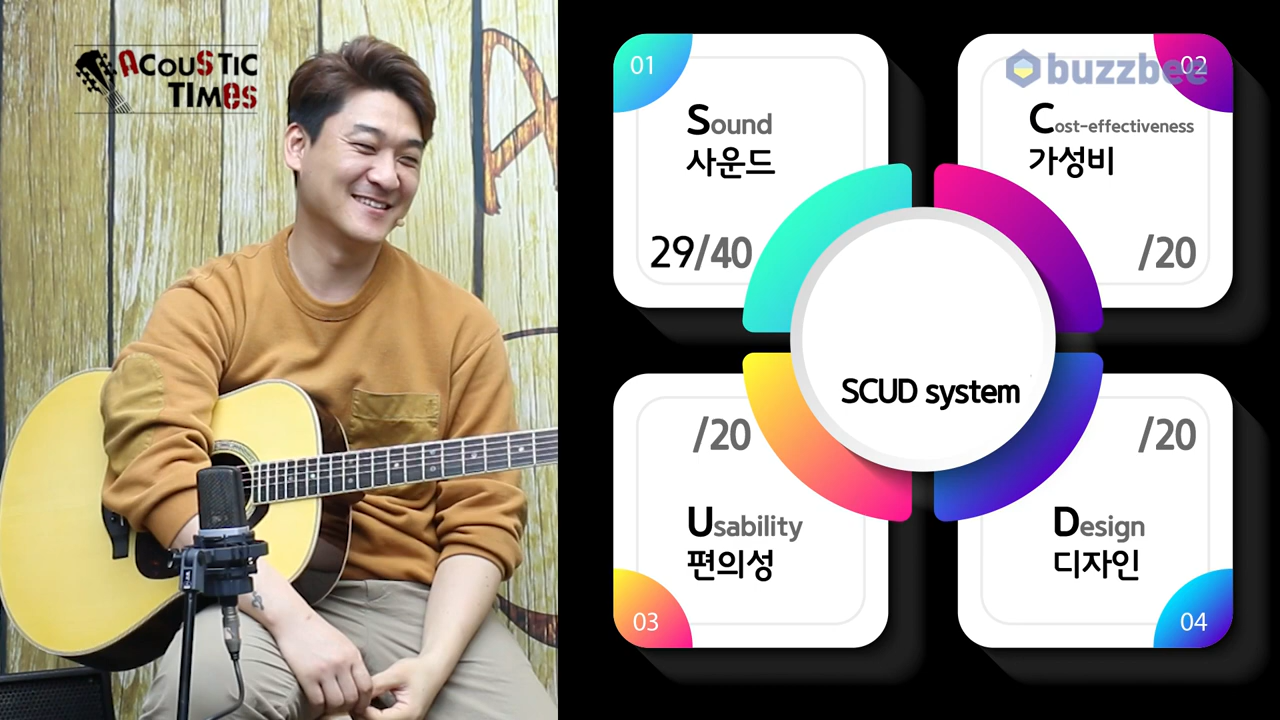 AcouStic
TimEs
01
Sound
사운드
29/40
buzzbee
02
Cost-effectiveness
가성비
/20
SCUD system
/20
Usability
편의성
03
/20
Design
디자인
04